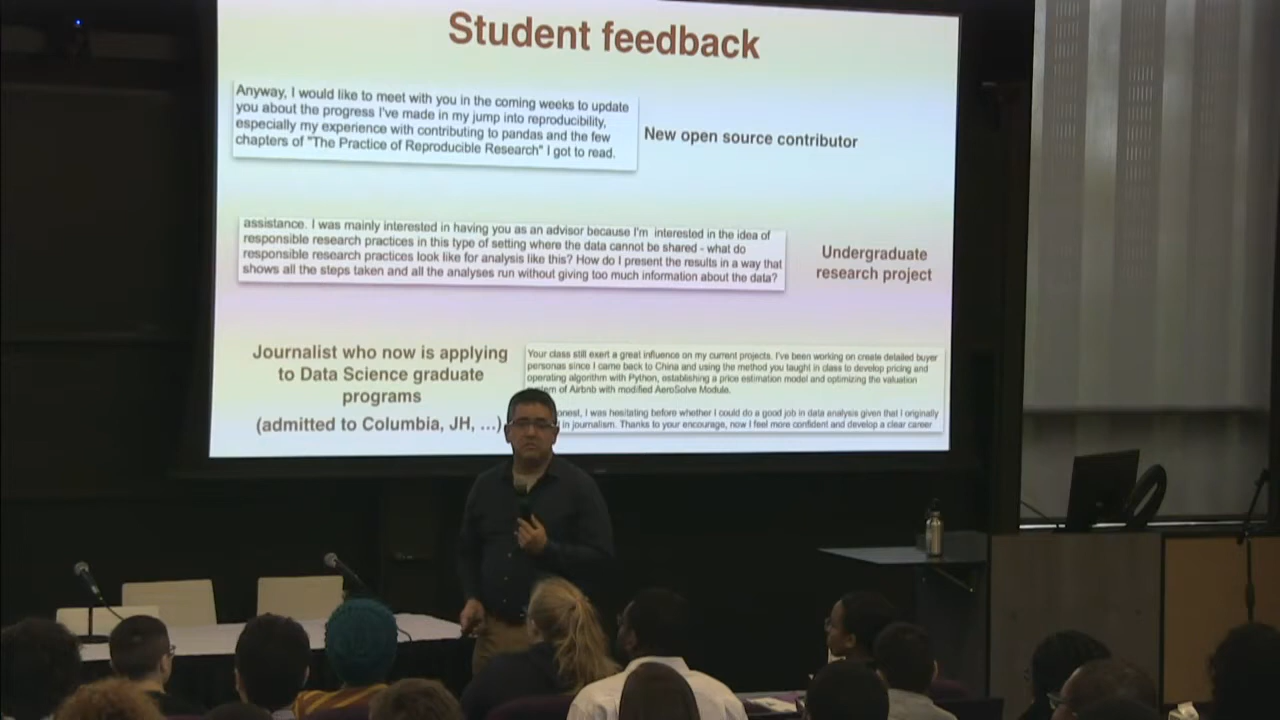 Student feedback
Anyway, I would like to meet with you in the coming weeks to update
you about the progress I've made in my jump into reproducibility,
especially my experience with contributing to pandas and the few
chapters of "The Practice of Reproducible Research" I got to read.
New open source contributor
assistance. I was mainly interested in having you as an advisor because I'm interested in the idea of
responsible research practices in this type of setting where the data cannot be shared - what do
responsible research practices look like for analysis like this? How do I present the results in a way that
shows all the steps taken and all the analyses run without giving too much information about the data?
Undergraduate
research project
Journalist who now is applying
to Data Science graduate
programs
(admitted to Columbia, JH, ...)
Your class still exert a great influence on my current projects. I've been working on create detailed buyer
personas since I came back to China and using the method you taught in class to develop pricing and
operating algorithm with Python, establishing a price estimation model and optimizing the valuation
of Airbnb with modified AeroSolve Module.
I was hesitating before whether I could do a good job in data analysis given that I originally
in journalism. Thanks to your encourage, now I feel more confident and develop a clear career